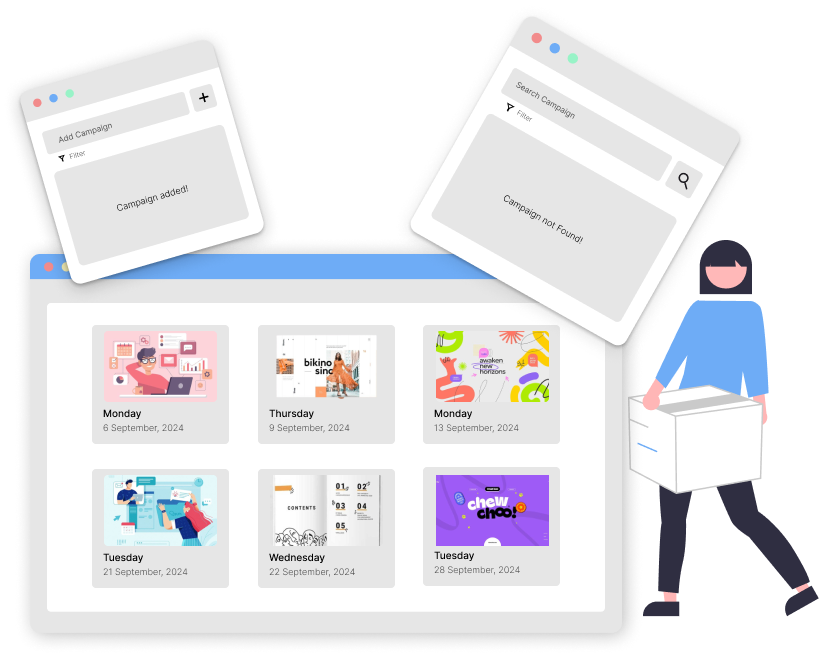 Add Campaign
+
Filter
Campaign added!
Search Campaign
Filter
Campaign not Found!
bikino
sinc
awaken
new
horizons
Monday
6 September, 2024
Thursday
9 September, 2024
Monday
13 September, 2024
CONTENTS
01
02
03
04
05
chew
choo!
Tuesday
21 September, 2024
Wednesday
22 September, 2024
Tuesday
28 September, 2024